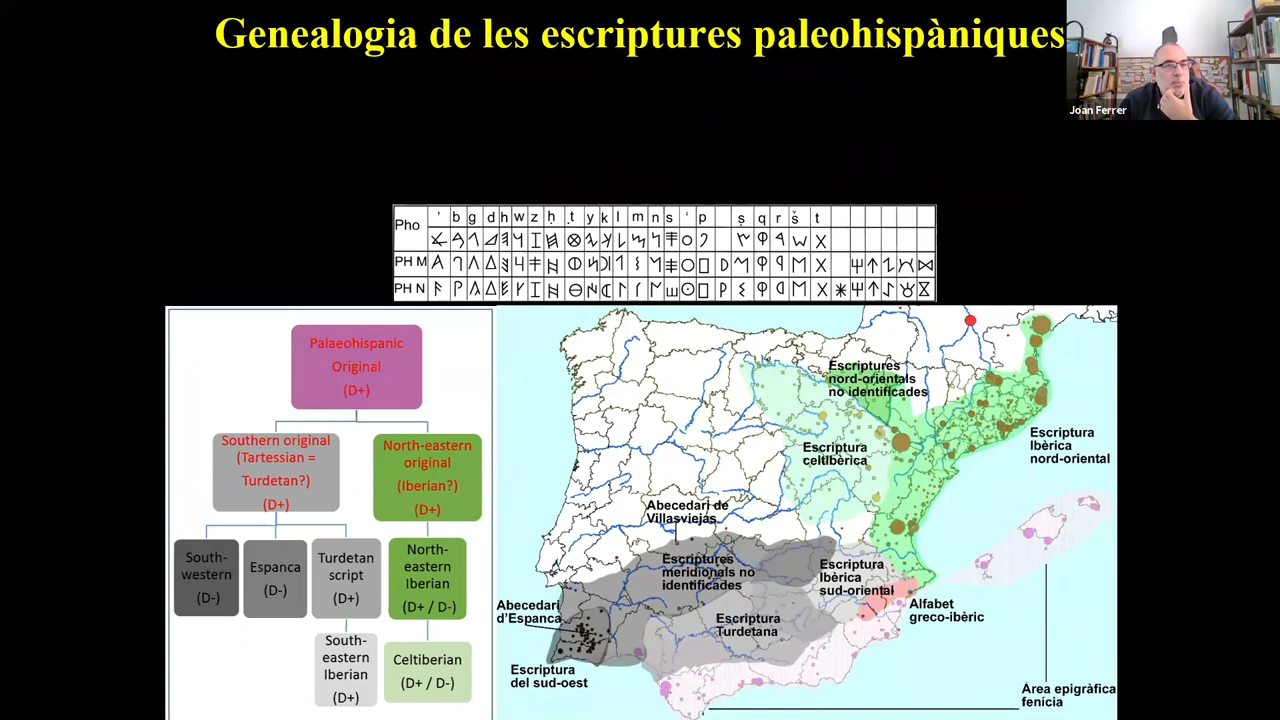 Genealogia de les escriptures paleohispàniques
Joan Ferrer
Pho ' b g d h w z ḥ ṭ y k l m n s ' p ṣ q r š t
PH M
PH N
Palaeohispanic
Original
(D+)
Southern original
(Tartessian =
Turdetan?)
(D+)
North-eastern
original
(Iberian?)
(D+)
South-
western
(D-)
Espanca
(D-)
Turdetan
script
(D+)
North-
eastern
Iberian
(D+ / D-)
South-
eastern
Iberian
(D+)
Celtiberian
(D+ / D-)
Escriptures
nord-orientals
no identificades
Escriptura
Ibèrica
nord-oriental
Escriptura
celtibèrica
Abecedari de
Villasviejas
Escriptures
meridionals no
identificades
Escriptura
Ibèrica
sud-oriental
Abecedari
d'Espanca
Alfabet
greco-ibèric
Escriptura
Turdetana
Escriptura
del sud-oest
Àrea epigràfica
fenícia